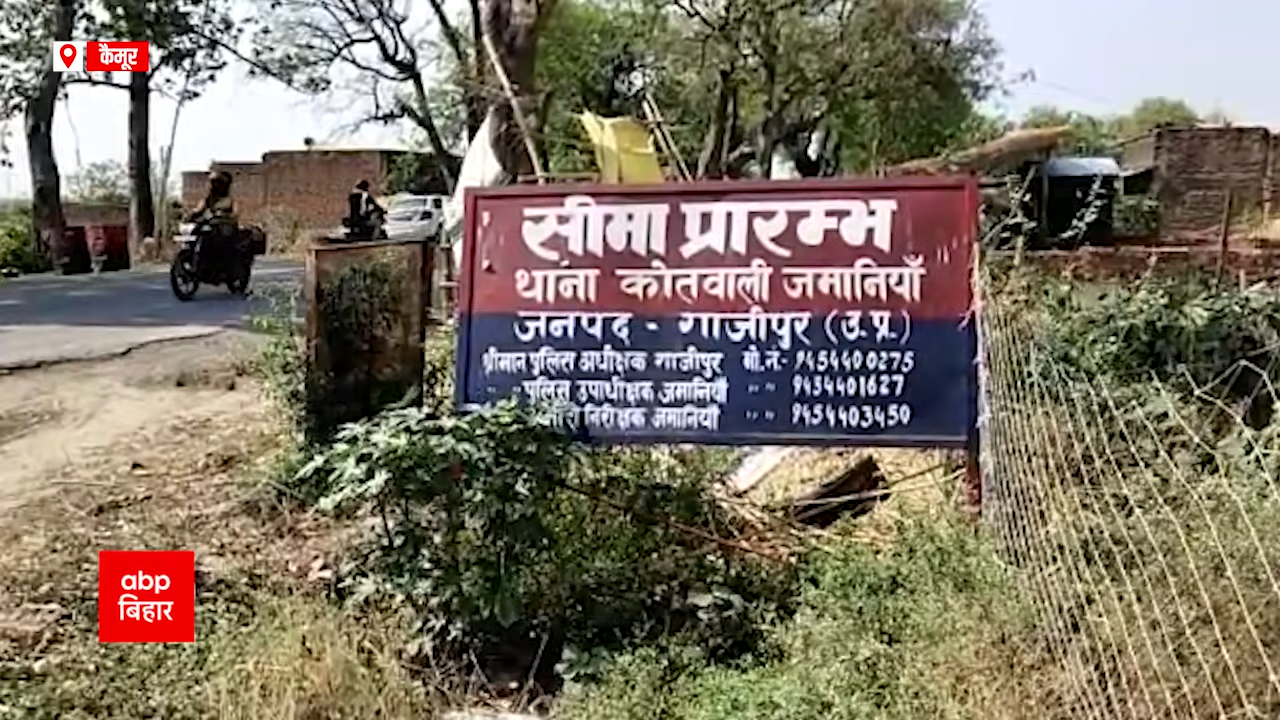 कैमूर
सीमा प्रारम्भ
थाना कोतवाली जमानियाँ
जनपद - गाजीपुर (उ.प्र.)
श्रीमान पुलिस अधीक्षक गाजीपुर मो.नं.- 9454400275
" " पुलिस उपाधीक्षक जमानियाँ " " 9454401627
निरीक्षक जमानियाँ " " 9454403450
abp
बिहार